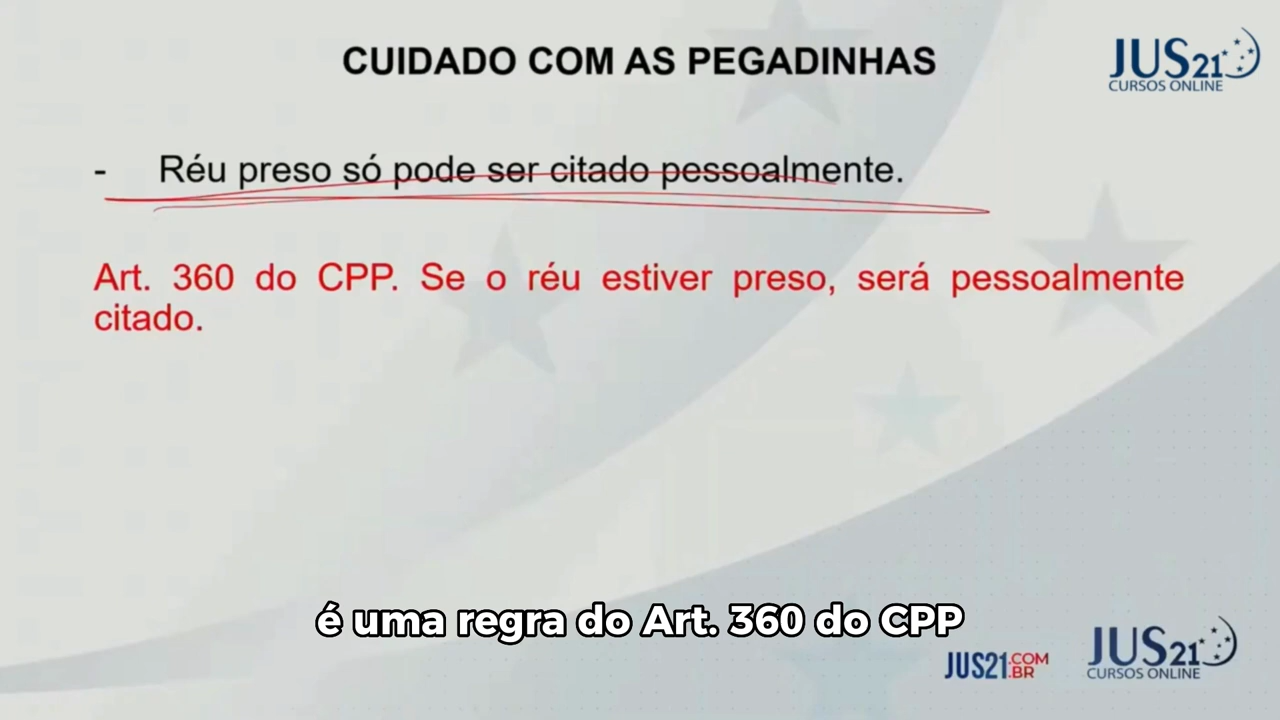 CUIDADO COM AS PEGADINHAS
JUS21
CURSOS ONLINE
- Réu preso só pode ser citado pessoalmente.
Art. 360 do CPP. Se o réu estiver preso, será pessoalmente
citado.
é uma regra do Art. 360 do CPP
JUS21.COM.BR
JUS21
CURSOS ONLINE